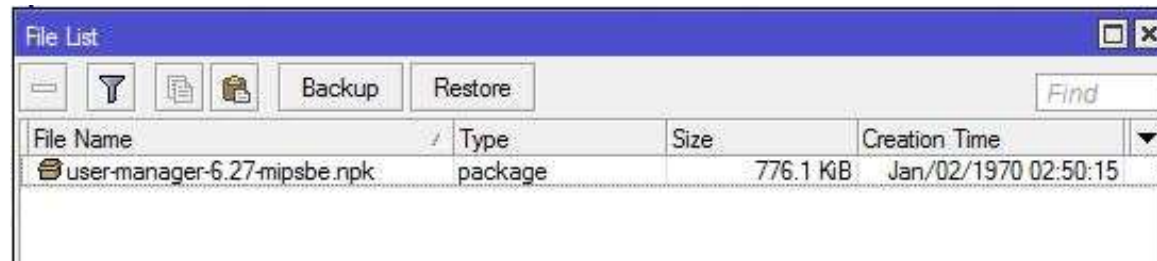 File List
Backup Restore Find
File Name Type Size Creation Time
user-manager-6.27-mipsbe.npk package 776.1 KiB Jan/02/1970 02:50:15